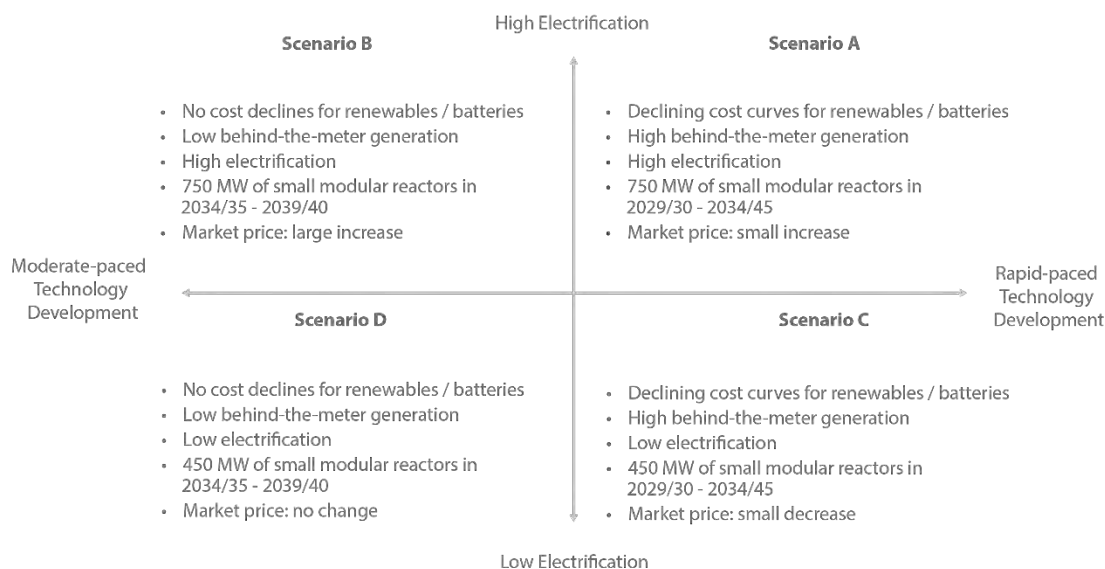 High Electrification
Scenario B
• No cost declines for renewables / batteries
• Low behind-the-meter generation
• High electrification
• 750 MW of small modular reactors in
2034/35 - 2039/40
• Market price: large increase
Scenario A
• Declining cost curves for renewables / batteries
• High behind-the-meter generation
• High electrification
• 750 MW of small modular reactors in
2029/30 - 2034/45
• Market price: small increase
Moderate-paced
Technology
Development
Rapid-paced
Technology
Development
Scenario D
• No cost declines for renewables / batteries
• Low behind-the-meter generation
• Low electrification
• 450 MW of small modular reactors in
2034/35 - 2039/40
• Market price: no change
Scenario C
• Declining cost curves for renewables / batteries
• High behind-the-meter generation
• Low electrification
• 450 MW of small modular reactors in
2029/30 - 2034/45
• Market price: small decrease
Low Electrification